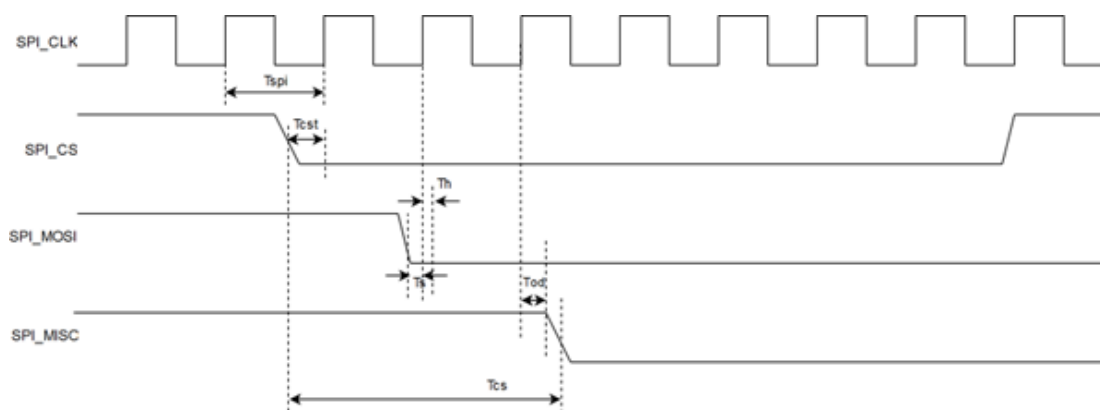 SPI_CLK
Tspi
Tcst
SPI_CS
Th
SPI_MOSI
Ts
Tod
SPI_MISC
Tcs